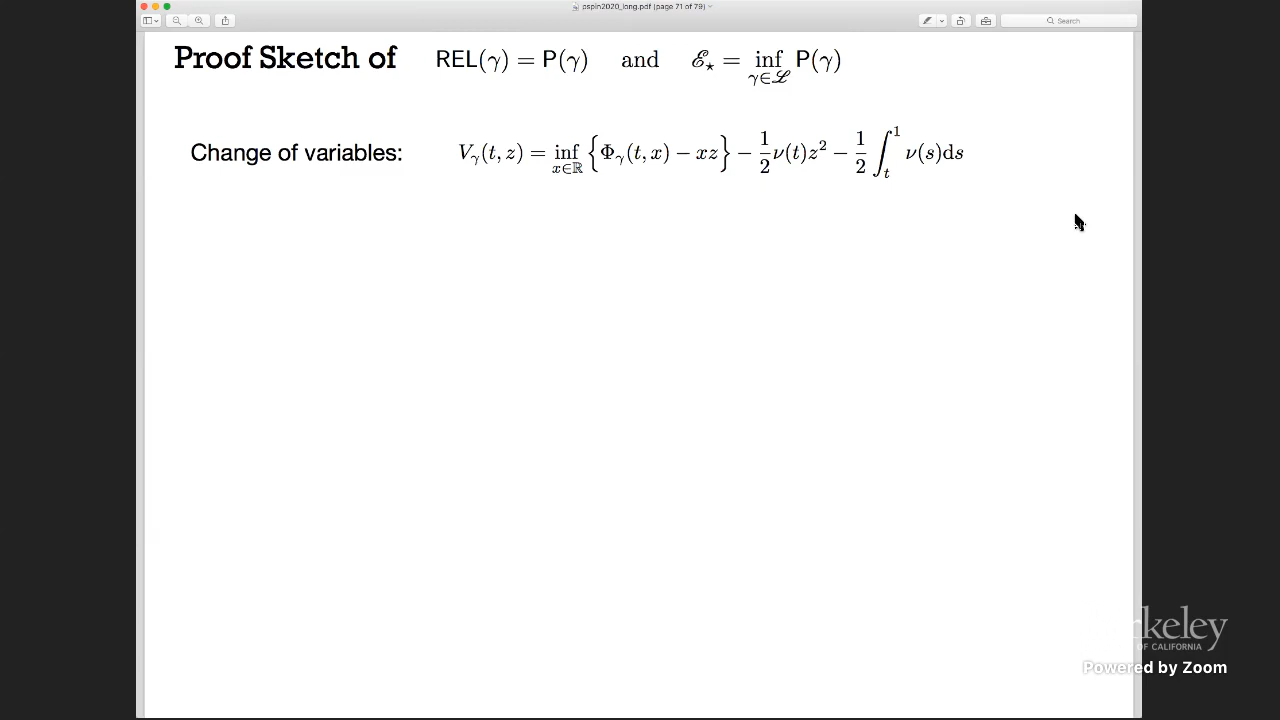 pspin2020_long.pdf (page 71 of 79)
Search
Proof Sketch of REL(γ) = P(γ) and ℰ⋆ = inf_{γ∈ℒ} P(γ)
Change of variables: V_γ(t, z) = inf_{x∈ℝ} {Φ_γ(t, x) − xz} − 1/2 ν(t)z² − 1/2 ∫_t^1 ν(s)ds
rkeley
OF CALIFORNIA
Powered by Zoom